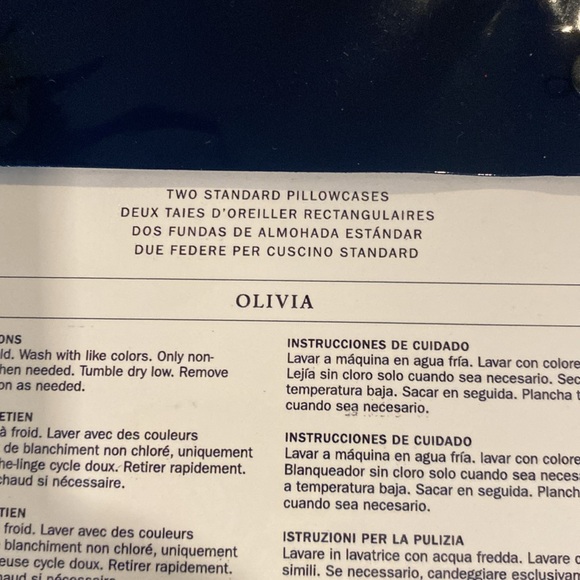 TWO STANDARD PILLOWCASES
DEUX TAIES D'OREILLER RECTANGULAIRES
DOS FUNDAS DE ALMOHADA ESTÁNDAR
DUE FEDERE PER CUSCINO STANDARD
OLIVIA
ONS
ld. Wash with like colors. Only non-
hen needed. Tumble dry low. Remove
on as needed.
ETIEN
à froid. Laver avec des couleurs
de blanchiment non chloré, uniquement
he-linge cycle doux. Retirer rapidement.
chaud si nécessaire.
TIEN
froid. Laver avec des couleurs
blanchiment non chloré, uniquement
euse cycle doux. Retirer rapidement.
haud si nécessaire.
INSTRUCCIONES DE CUIDADO
Lavar a máquina en agua fría. Lavar con colore
Lejía sin cloro solo cuando sea necesario. Sec
temperatura baja. Sacar en seguida. Plancha t
cuando sea necesario.
INSTRUCCIONES DE CUIDADO
Lavar a máquina en agua fría. lavar con colore
Blanqueador sin cloro solo cuando sea neces
a temperatura baja. Sacar en seguida. Planch
cuando sea necesario.
ISTRUZIONI PER LA PULIZIA
Lavare in lavatrice con acqua fredda. Lavare c
simili. Se necessario, candeggiare esclusivan